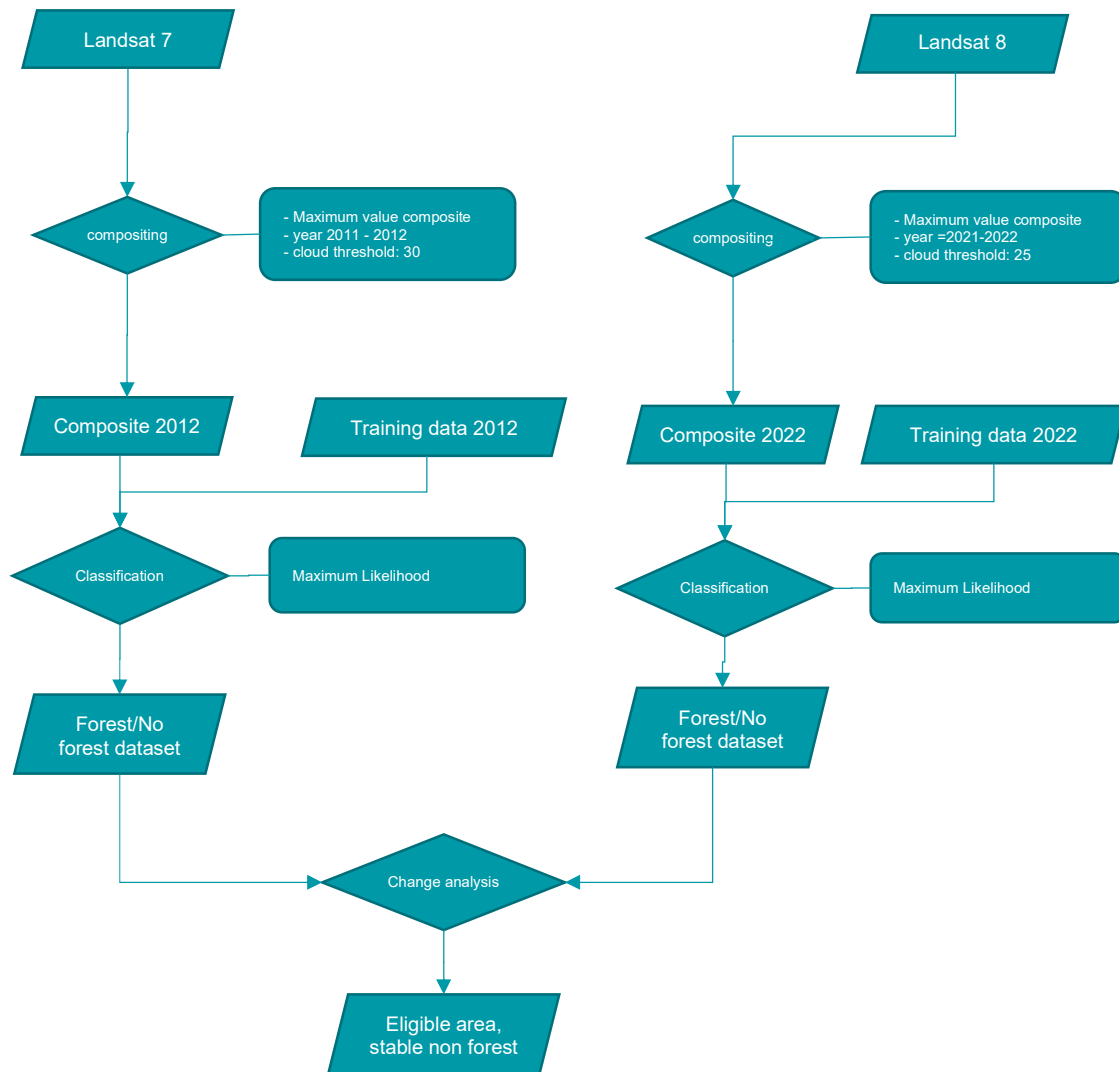 Landsat 7
Landsat 8
compositing
- Maximum value composite
- year 2011 - 2012
- cloud threshold: 30
compositing
- Maximum value composite
- year =2021-2022
- cloud threshold: 25
Composite 2012
Training data 2012
Composite 2022
Training data 2022
Classification
Maximum Likelihood
Classification
Maximum Likelihood
Forest/No
forest dataset
Forest/No
forest dataset
Change analysis
Eligible area,
stable non forest